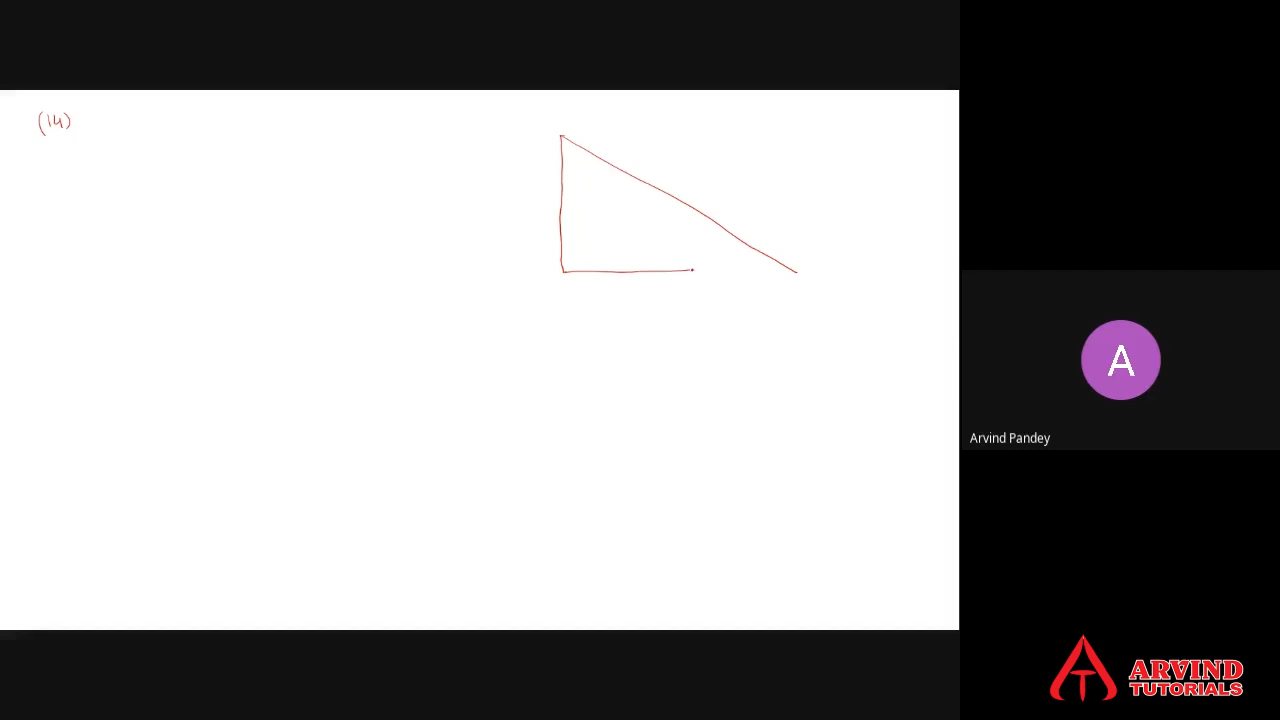 (14)
A
Arvind Pandey
ARVIND
TUTORIALS